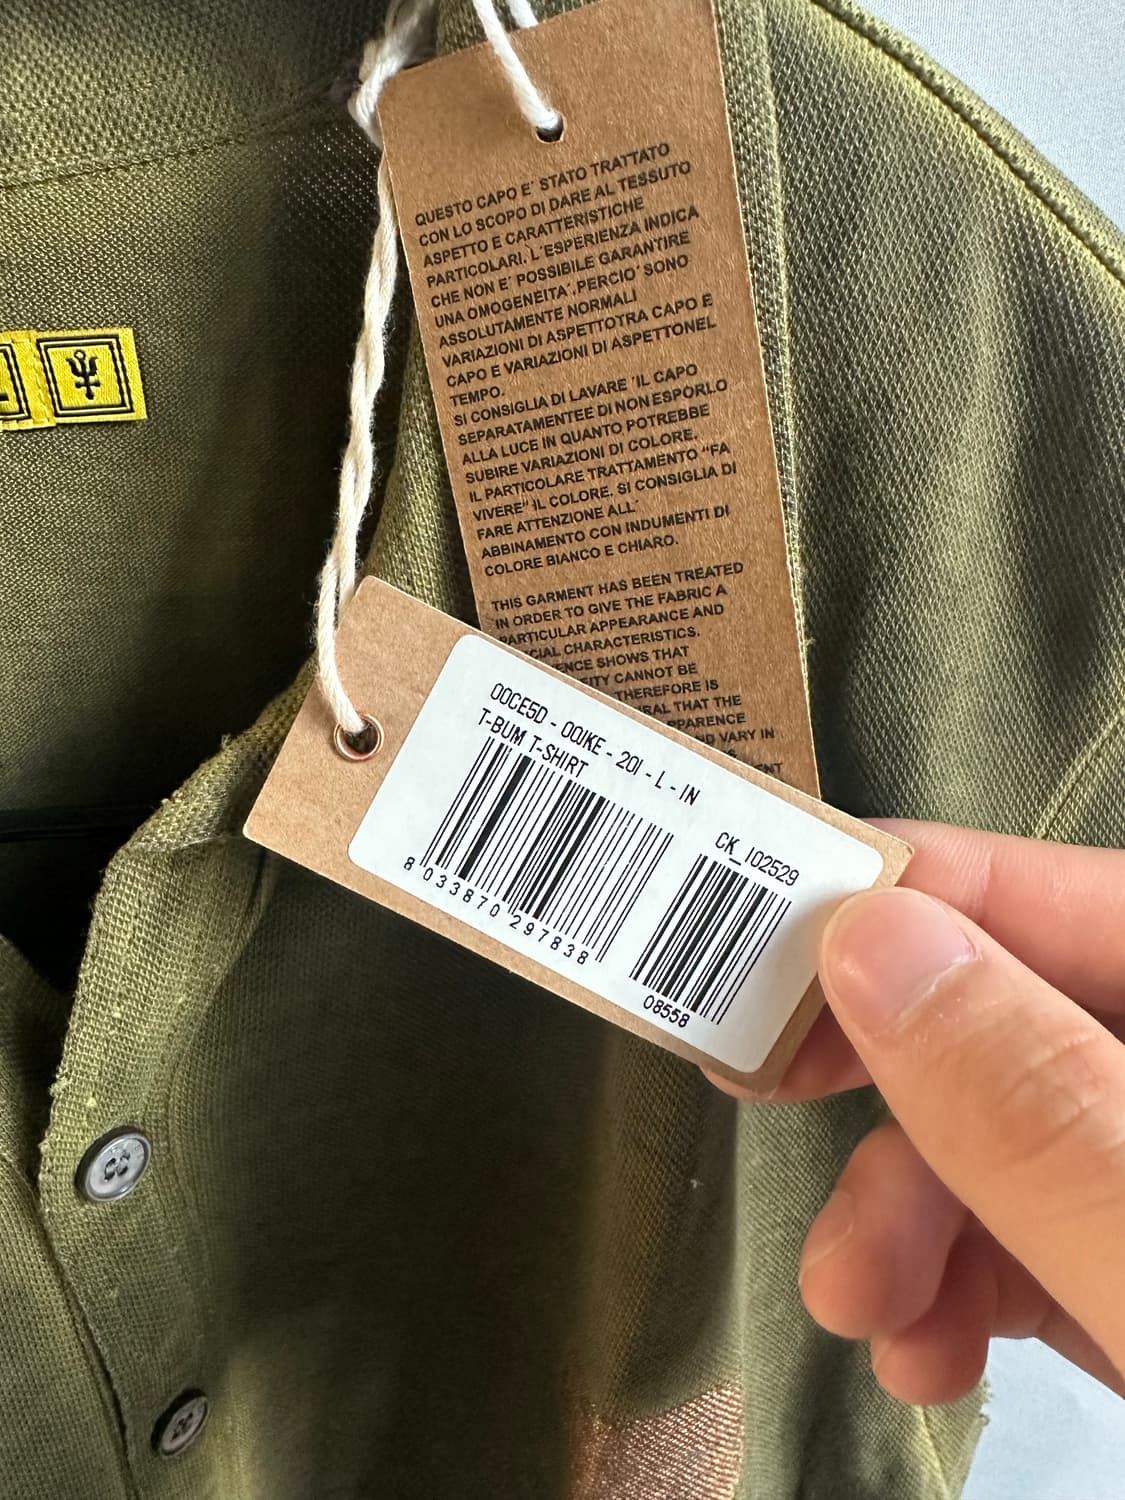 QUESTO CAPO E´ STATO TRATTATO
CON LO SCOPO DI DARE AL TESSUTO
ASPETTO E CARATTERISTICHE
PARTICOLARI. L´ESPERIENZA INDICA
CHE NON E´ POSSIBILE GARANTIRE
UNA OMOGENEITA´,PERCIO´ SONO
ASSOLUTAMENTE NORMALI
VARIAZIONI DI ASPETTOTRA CAPO E
CAPO E VARIAZIONI DI ASPETTONEL
TEMPO.
SI CONSIGLIA DI LAVARE ´IL CAPO
SEPARATAMENTEE DI NON ESPORLO
ALLA LUCE IN QUANTO POTREBBE
SUBIRE VARIAZIONI DI COLORE.
IL PARTICOLARE TRATTAMENTO "FA
VIVERE" IL COLORE. SI CONSIGLIA DI
FARE ATTENZIONE ALL´
ABBINAMENTO CON INDUMENTI DI
COLORE BIANCO E CHIARO.
THIS GARMENT HAS BEEN TREATED
IN ORDER TO GIVE THE FABRIC A
PARTICULAR APPEARANCE AND
CHARACTERISTICS.
SHOWS THAT
CANNOT BE
THEREFORE IS
THAT THE
VARY IN
00CE5D - 00JKE - 20I - L - IN
T-BUM T-SHIRT
8 033870 297838
CK_102529
08558